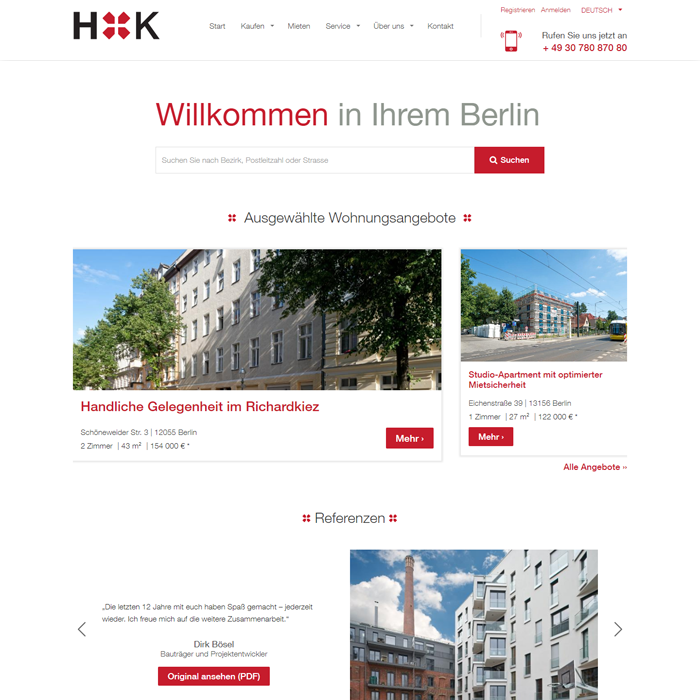 Registrieren Anmelden DEUTSCH
H K
Start Kaufen Mieten Service Über uns Kontakt
Rufen Sie uns jetzt an
+ 49 30 780 870 80
Willkommen in Ihrem Berlin
Suchen Sie nach Bezirk, Postleitzahl oder Strasse
Suchen
Ausgewählte Wohnungsangebote
Handliche Gelegenheit im Richardkiez
Schöneweider Str. 3 | 12055 Berlin
2 Zimmer | 43 m² | 154 000 € *
Mehr ›
Studio-Apartment mit optimierter
Mietsicherheit
Eichenstraße 39 | 13156 Berlin
1 Zimmer | 27 m² | 122 000 € *
Mehr ›
Alle Angebote ››
Referenzen
„Die letzten 12 Jahre mit euch haben Spaß gemacht – jederzeit
wieder. Ich freue mich auf die weitere Zusammenarbeit.“
Dirk Bösel
Bauträger und Projektentwickler
Original ansehen (PDF)